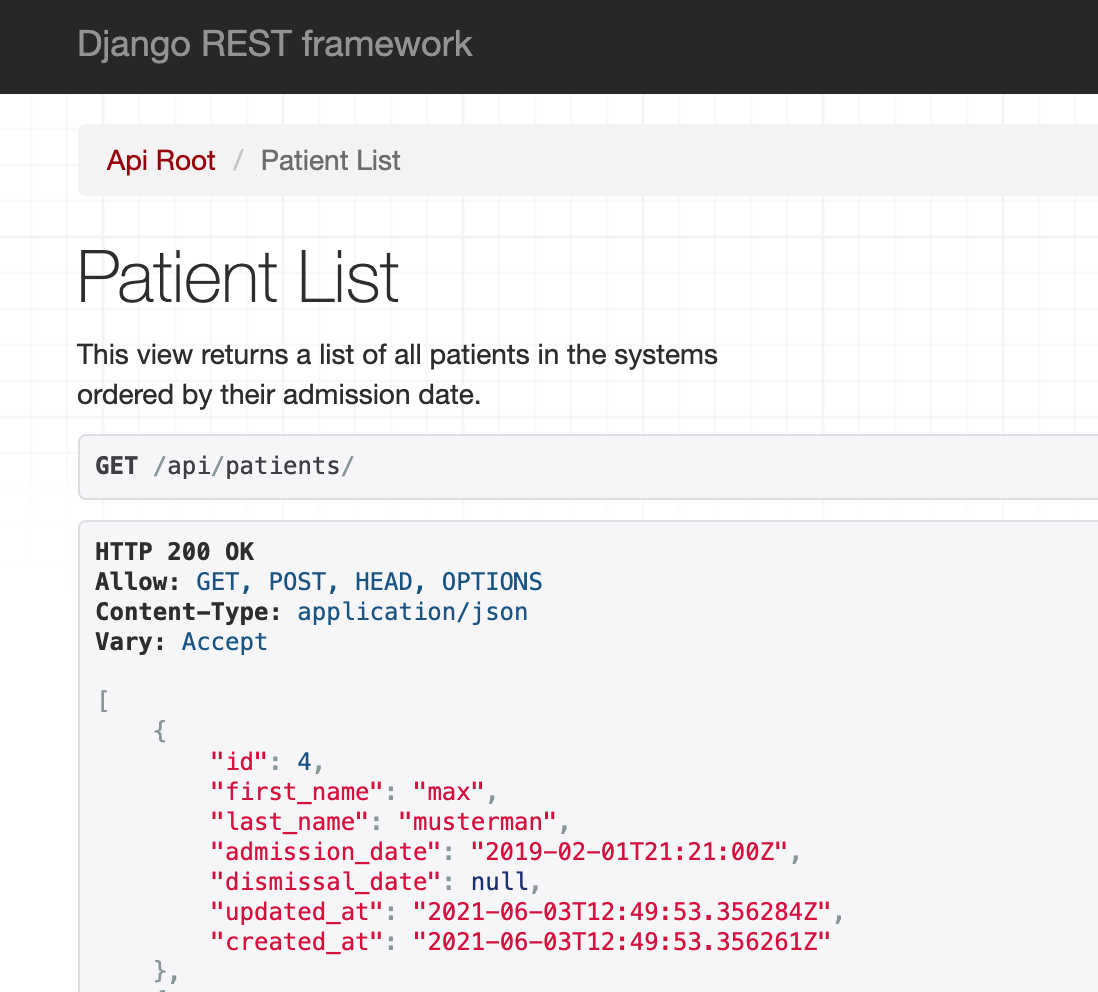 Django REST framework
Api Root / Patient List
Patient List
This view returns a list of all patients in the systems
ordered by their admission date.
GET /api/patients/
HTTP 200 OK
Allow: GET, POST, HEAD, OPTIONS
Content-Type: application/json
Vary: Accept
[
    {
        "id": 4,
        "first_name": "max",
        "last_name": "musterman",
        "admission_date": "2019-02-01T21:21:00Z",
        "dismissal_date": null,
        "updated_at": "2021-06-03T12:49:53.356284Z",
        "created_at": "2021-06-03T12:49:53.356261Z"
    },